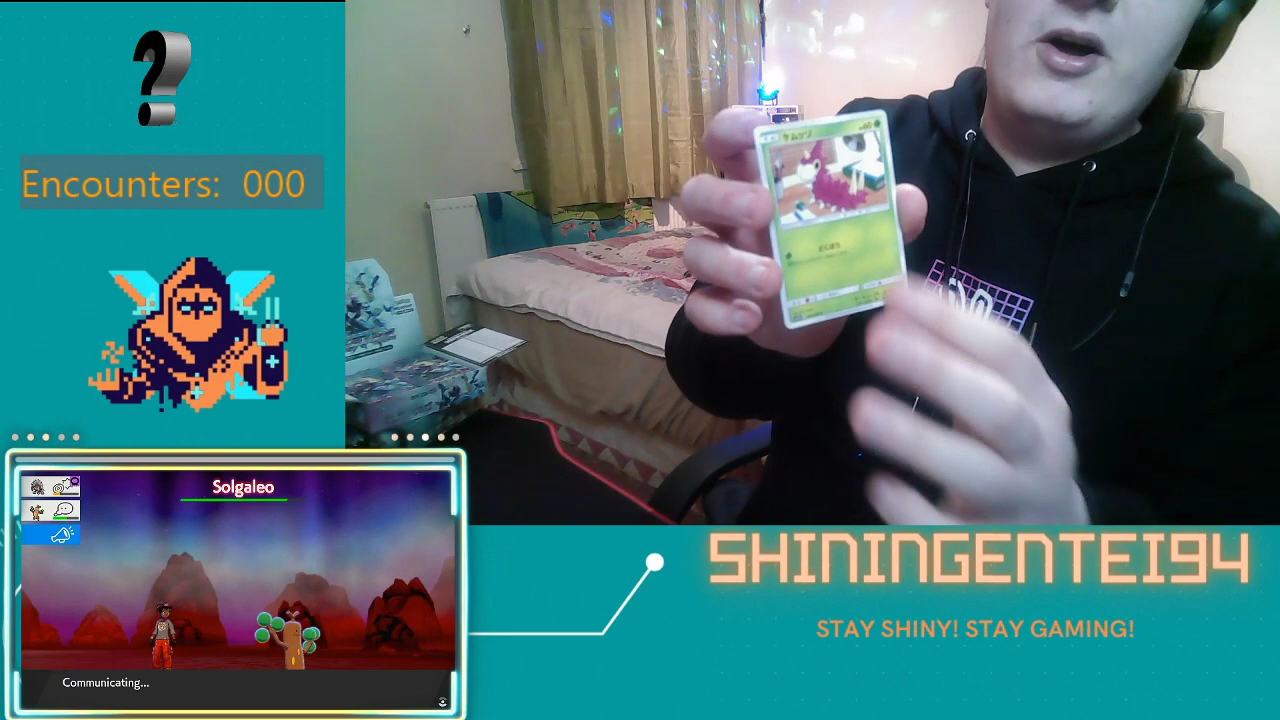 ?
Encounters: 000
ケムッソ
Solgaleo
Communicating...
SHININGENTEI94
STAY SHINY! STAY GAMING!